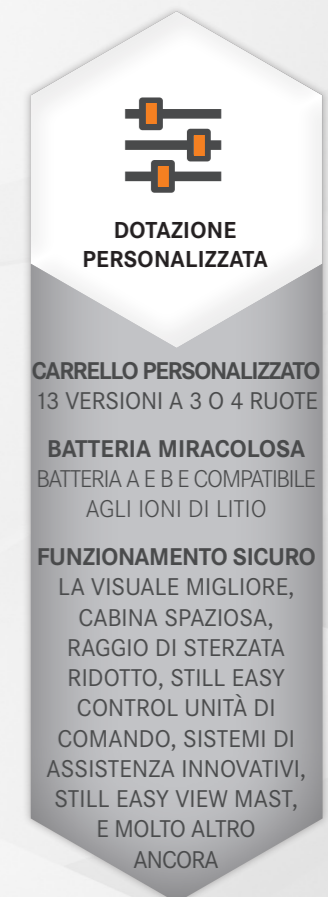 DOTAZIONE
PERSONALIZZATA
CARRELLO PERSONALIZZATO
13 VERSIONI A 3 O 4 RUOTE
BATTERIA MIRACOLOSA
BATTERIA A E B E COMPATIBILE
AGLI IONI DI LITIO
FUNZIONAMENTO SICURO
LA VISUALE MIGLIORE,
CABINA SPAZIOSA,
RAGGIO DI STERZATA
RIDOTTO, STILL EASY
CONTROL UNITÀ DI
COMANDO, SISTEMI DI
ASSISTENZA INNOVATIVI,
STILL EASY VIEW MAST,
E MOLTO ALTRO
ANCORA